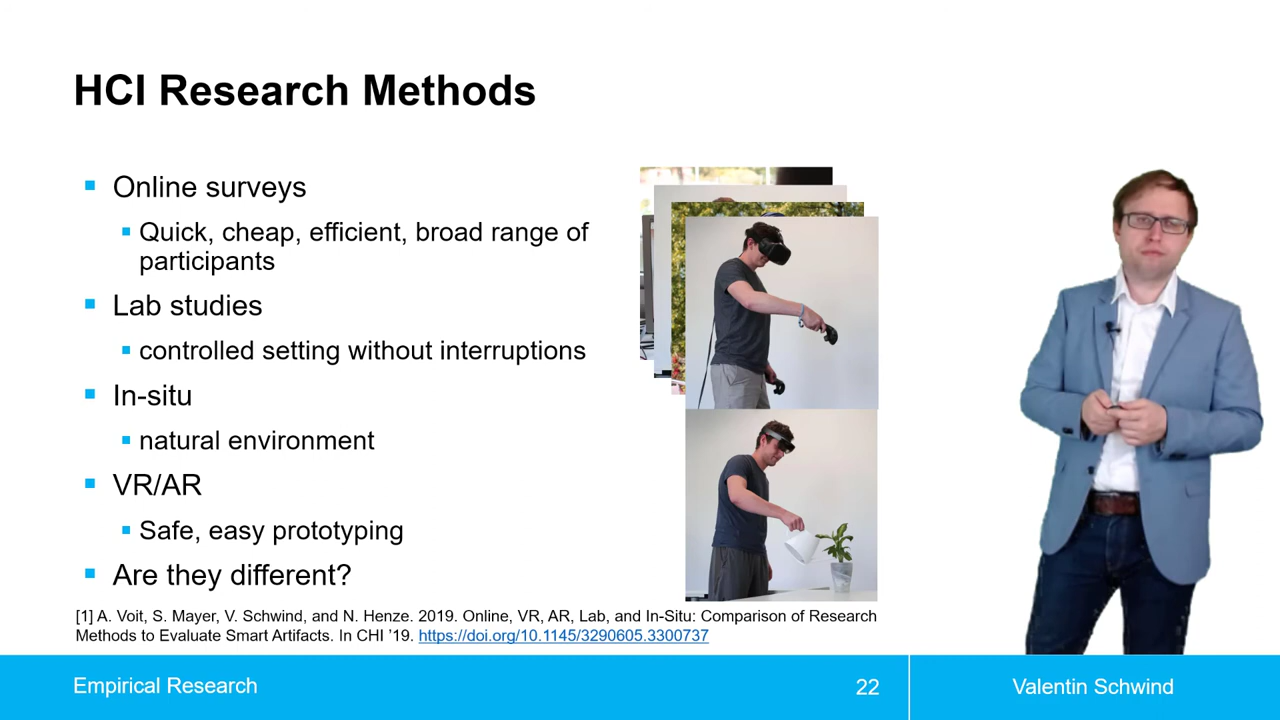 HCI Research Methods
Online surveys
Quick, cheap, efficient, broad range of
participants
Lab studies
controlled setting without interruptions
In-situ
natural environment
VR/AR
Safe, easy prototyping
Are they different?
[1] A. Voit, S. Mayer, V. Schwind, and N. Henze. 2019. Online, VR, AR, Lab, and In-Situ: Comparison of Research
Methods to Evaluate Smart Artifacts. In CHI ’19. https://doi.org/10.1145/3290605.3300737
Empirical Research
22
Valentin Schwind